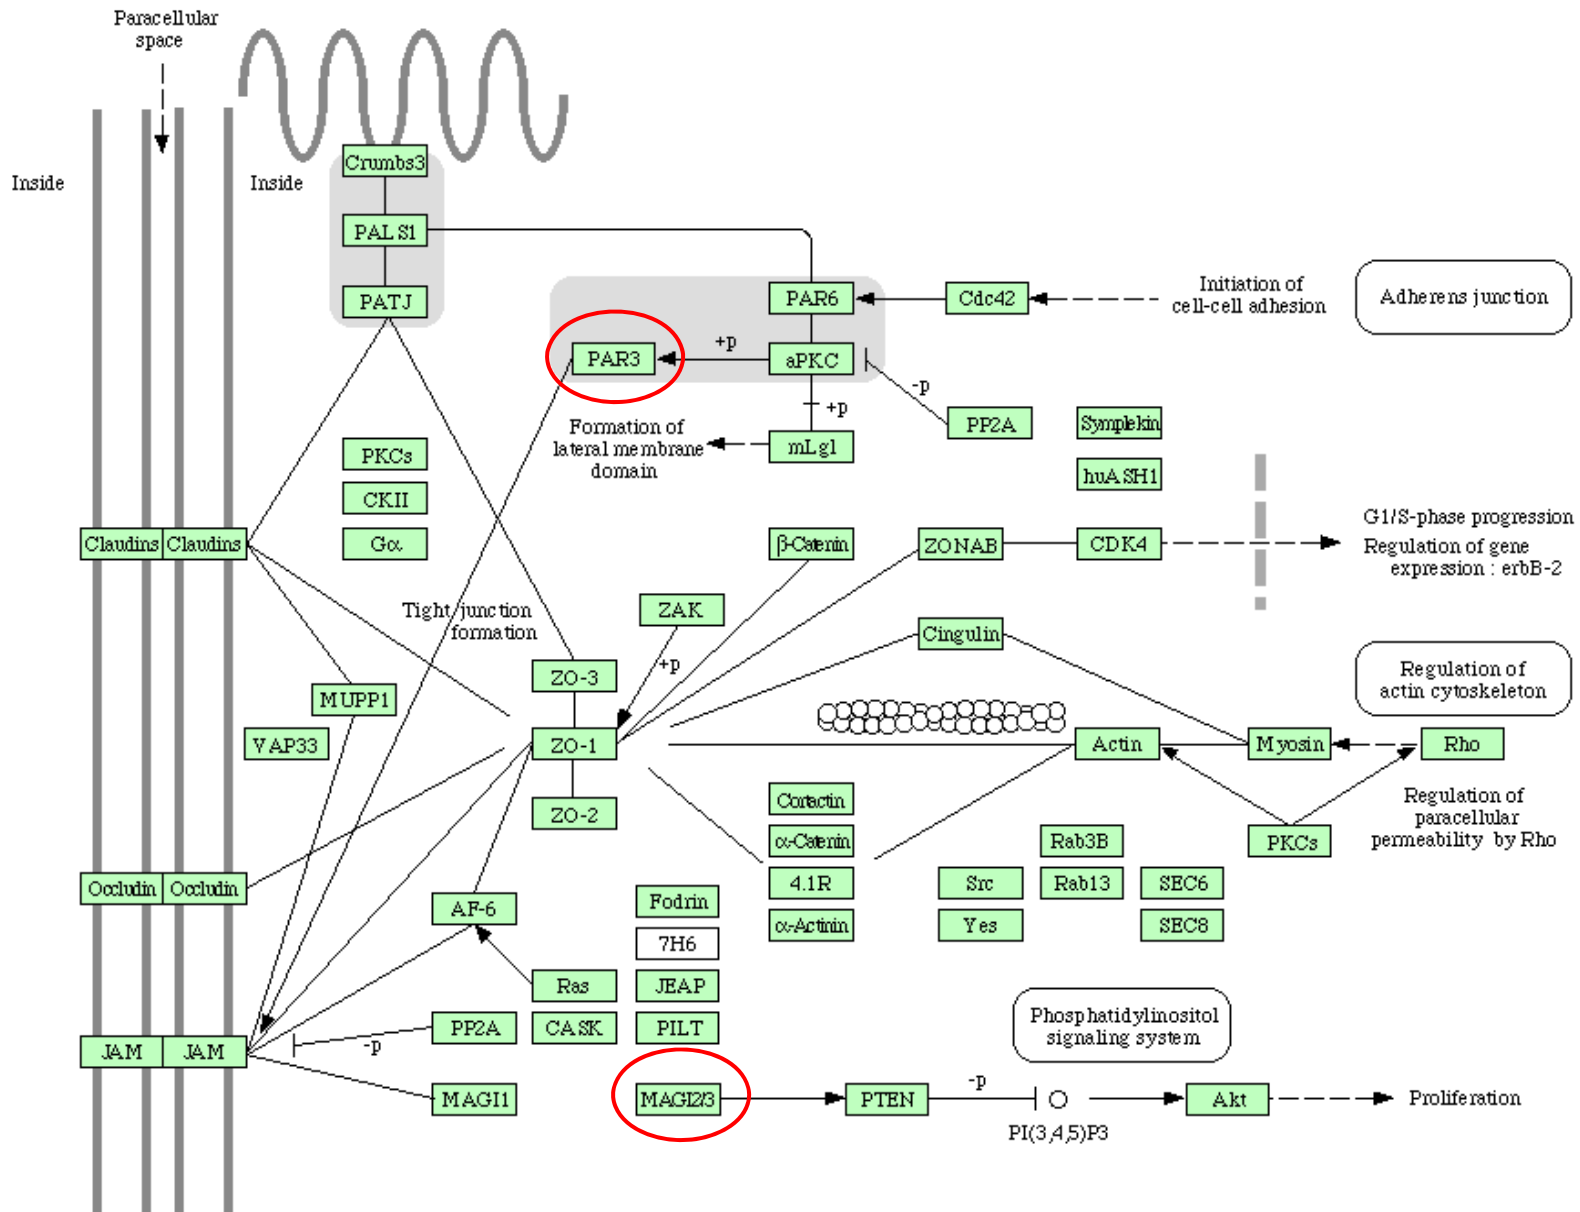 Paracellular
space
Inside
Inside
Crumbs3
PALS1
PATJ
PAR6
Cdc42
Initiation of
cell-cell adhesion
Adherens junction
PAR3
+p
aPKC
-p
+p
PP2A
Symplekin
Formation of
lateral membrane
domain
mLgl
PKCs
huASH1
CKII
Claudins
Claudins
Gα
β-Catenin
ZONAB
CDK4
G1/S-phase progression
Regulation of gene
expression : erbB-2
Tight junction
formation
ZAK
Cingulin
+p
ZO-3
Regulation of
actin cytoskeleton
MUPP1
VAP33
ZO-1
Actin
Myosin
Rho
ZO-2
Cortactin
α-Catenin
Rab3B
PKCs
Regulation of
paracellular
permeability by Rho
Occludin
Occludin
4.1R
Src
Rab13
SEC6
AF-6
Fodrin
α-Actinin
Yes
SEC8
7H6
Ras
JEAP
PP2A
CASK
PILT
Phosphatidylinositol
signaling system
JAM
JAM
-p
MAGI1
MAGI2/3
PTEN
-p
Akt
Proliferation
PI(3,4,5)P3